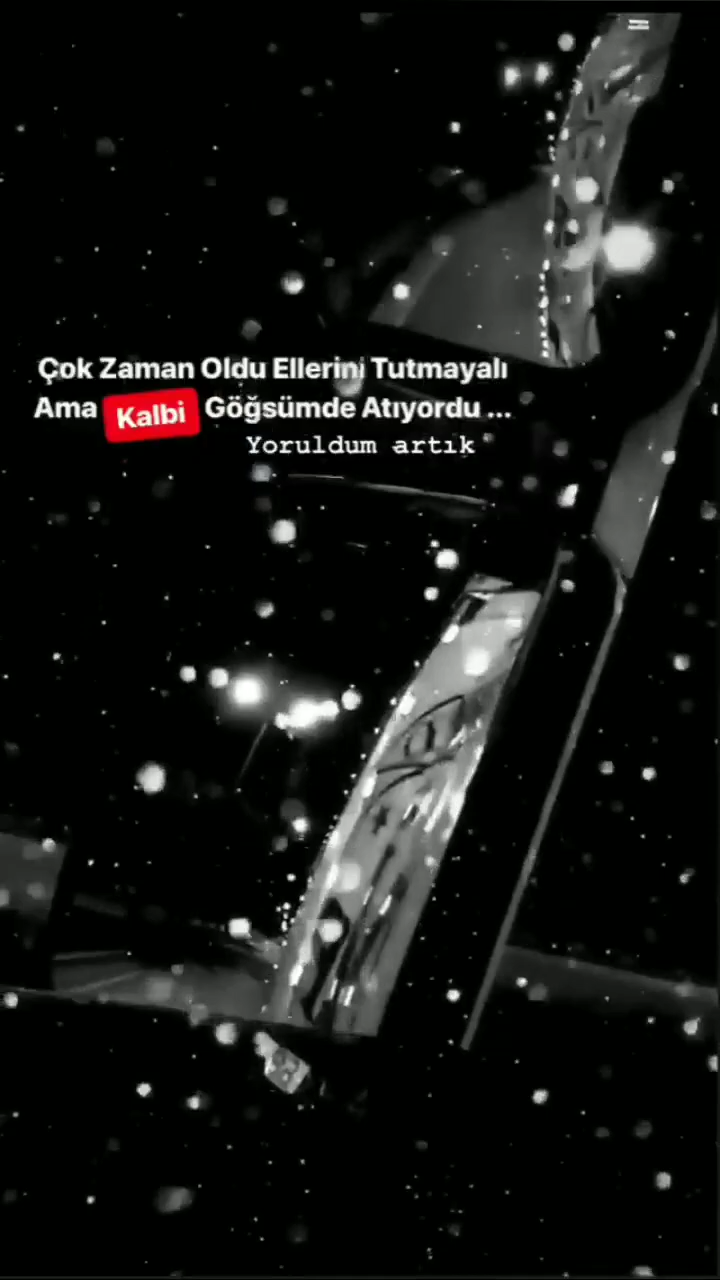 Çok Zaman Oldu Ellerini Tutmayalı
Ama Kalbi Göğsümde Atıyordu ...
Yoruldum artık